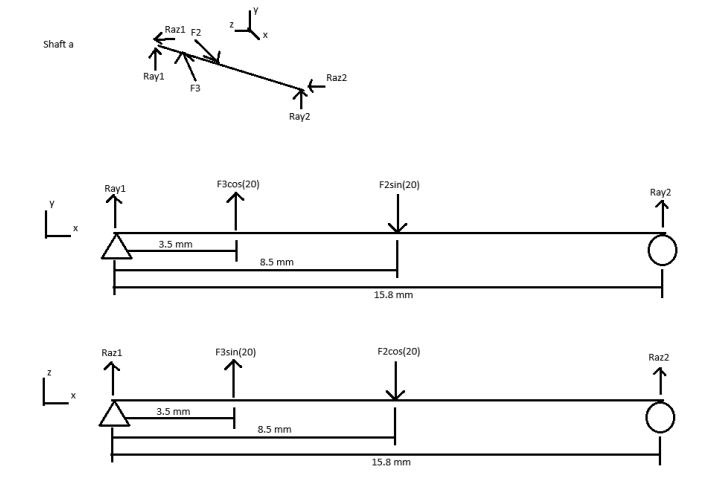 y
Raz1 F2
z
x
Shaft a
Raz2
Ray1
F3
Ray2
Ray1 F3cos(20) F2sin(20) Ray2
y
x
3.5 mm
8.5 mm
15.8 mm
Raz1 F3sin(20) F2cos(20) Raz2
z
x
3.5 mm
8.5 mm
15.8 mm